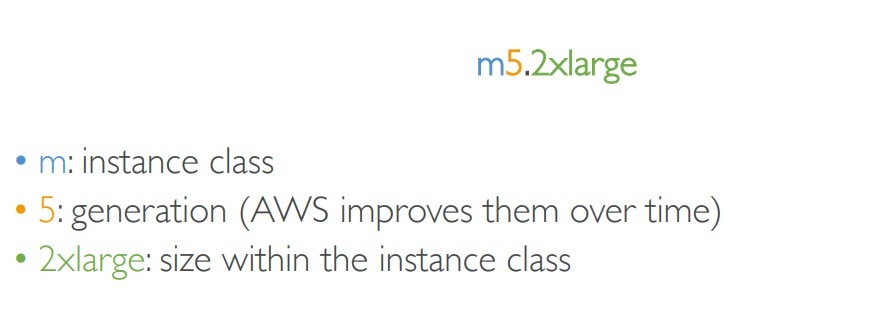 m5.2xlarge
• m: instance class
• 5: generation (AWS improves them over time)
• 2xlarge: size within the instance class